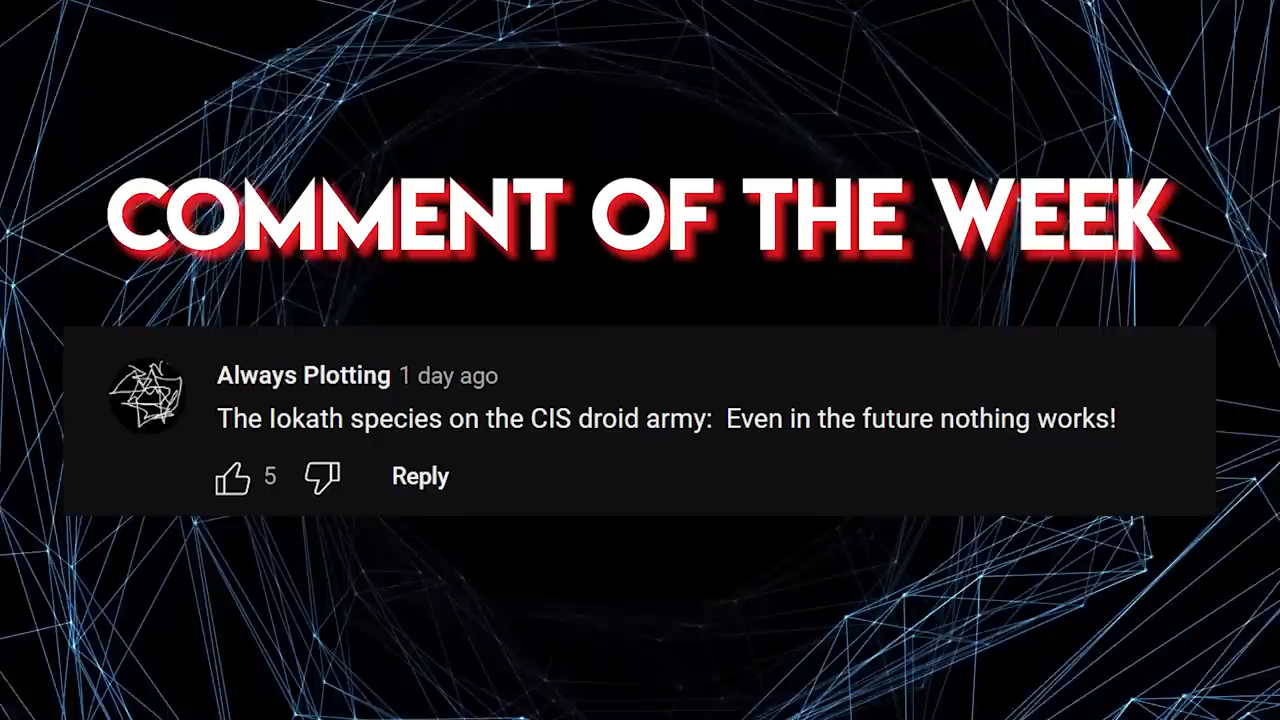 COMMENT OF THE WEEK
Always Plotting 1 day ago
The Iokath species on the CIS droid army:  Even in the future nothing works!
5 Reply